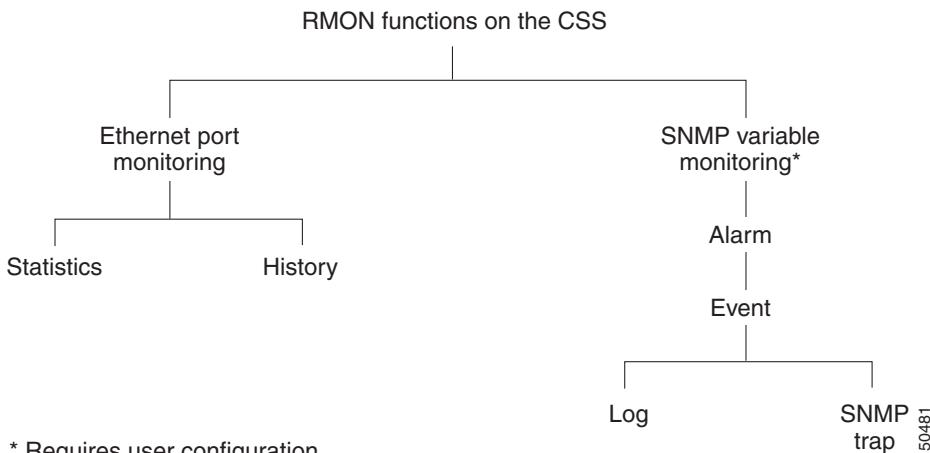 RMON functions on the CSS
Ethernet port
monitoring
SNMP variable
monitoring*
Statistics
History
Alarm
Event
Log
SNMP
trap
* Requires user configuration
50481